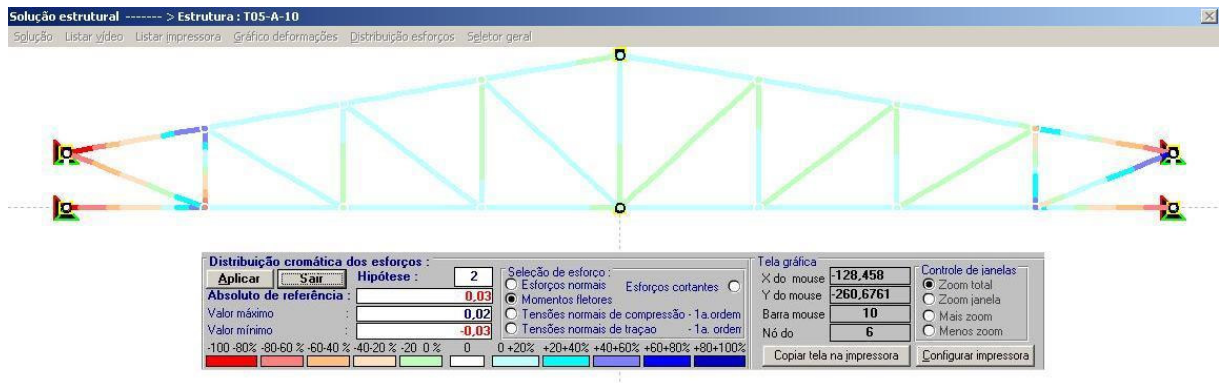 Solução estrutural ------- > Estrutura : T05-A-10
Solução Listar vídeo Listar impressora Gráfico deformações Distribuição esforços Seletor geral
Distribuição cromática dos esforços :
Aplicar Sair Hipótese : 2
Absoluto de referência : 0,03
Valor máximo : 0,02
Valor mínimo : -0,03
Seleção de esforço :
Esforços normais Esforços cortantes
Momentos fletores
Tensões normais de compressão - 1a.ordem
Tensões normais de traçao - 1a. ordem
-100 -80% -80-60 % -60-40 % -40-20 % -20 0 % 0 0 +20% +20+40% +40+60% +60+80% +80+100%
Tela gráfica
X do mouse -128,458
Y do mouse -260,6761
Barra mouse 10
Nó do 6
Copiar tela na impressora
Controle de janelas
Zoom total
Zoom janela
Mais zoom
Menos zoom
Configurar impressora